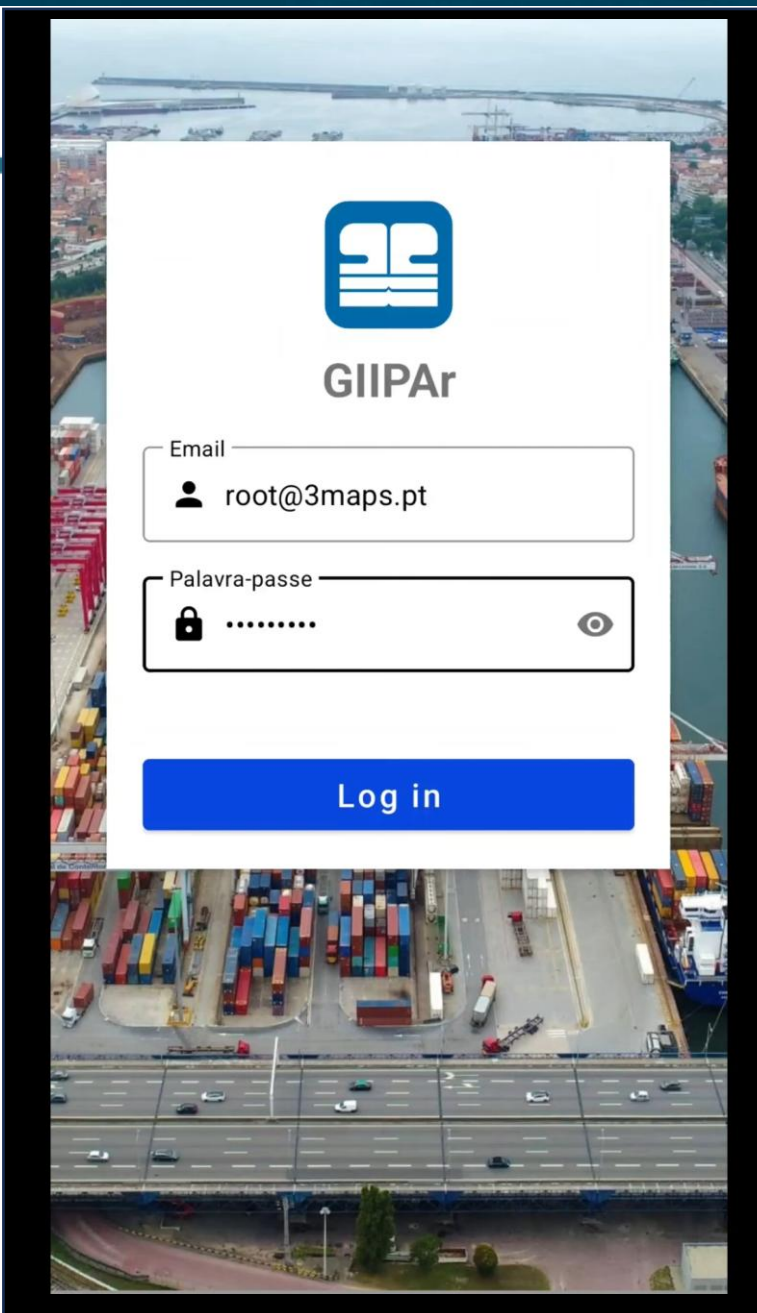 GIIPAr
Email
root@3maps.pt
Palavra-passe
•••••••••
Log in